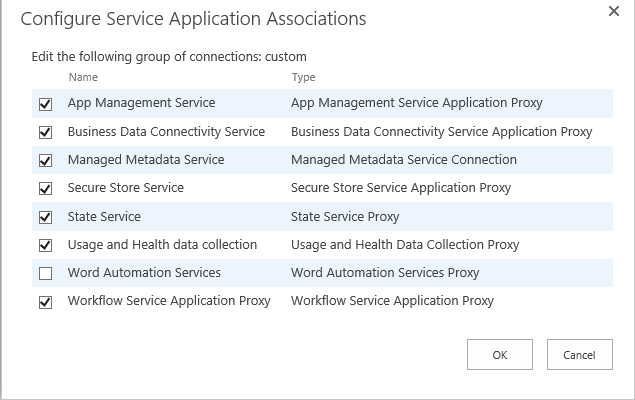 Configure Service Application Associations
Edit the following group of connections: custom
Name Type
App Management Service App Management Service Application Proxy
Business Data Connectivity Service Business Data Connectivity Service Application Proxy
Managed Metadata Service Managed Metadata Service Connection
Secure Store Service Secure Store Service Application Proxy
State Service State Service Proxy
Usage and Health data collection Usage and Health Data Collection Proxy
Word Automation Services Word Automation Services Proxy
Workflow Service Application Proxy Workflow Service Application Proxy
OK Cancel